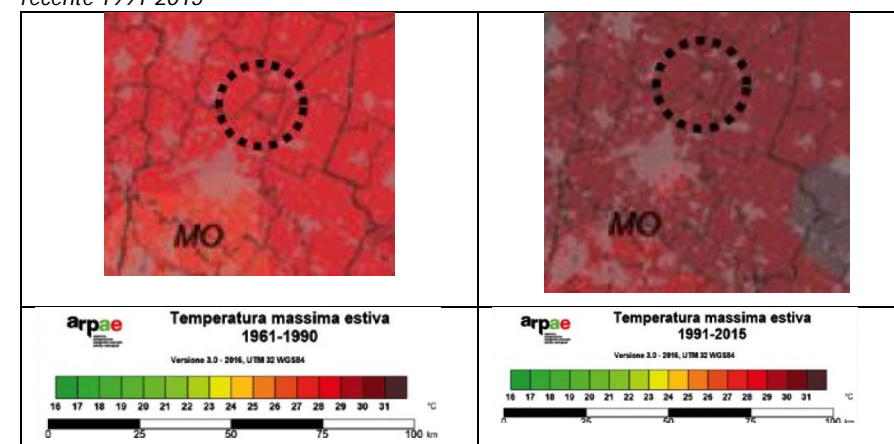 recente 1991-2015
MO
MO
arpae
Temperatura massima estiva
1961-1990
Versione 3.0 - 2016, UTM 32 WGS84
16 17 18 19 20 21 22 23 24 25 26 27 28 29 30 31 °C
0 25 50 75 100 km
arpae
Temperatura massima estiva
1991-2015
Versione 3.0 - 2016, UTM 32 WGS84
16 17 18 19 20 21 22 23 24 25 26 27 28 29 30 31 °C
0 25 50 75 100 km